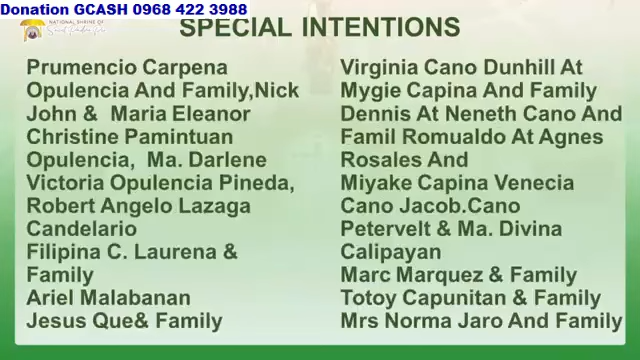 Donation GCASH 0968 422 3988
NATIONAL SHRINE OF
SPECIAL INTENTIONS
Prumencio Carpena
Opulencia And Family,Nick
John &  Maria Eleanor
Christine Pamintuan
Opulencia,  Ma. Darlene
Victoria Opulencia Pineda,
Robert Angelo Lazaga
Candelario
Filipina C. Laurena &
Family
Ariel Malabanan
Jesus Que& Family
Virginia Cano Dunhill At
Mygie Capina And Family
Dennis At Neneth Cano And
Famil Romualdo At Agnes
Rosales And
Miyake Capina Venecia
Cano Jacob.Cano
Petervelt & Ma. Divina
Calipayan
Marc Marquez & Family
Totoy Capunitan & Family
Mrs Norma Jaro And Family